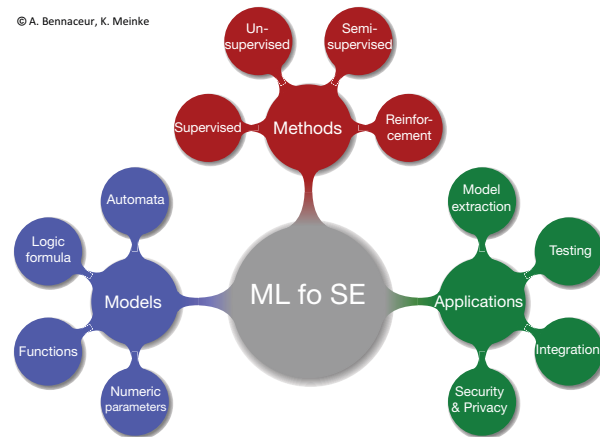 © A. Bennaceur, K. Meinke
Un-
supervised
Semi-
supervised
Supervised
Methods
Reinfor-
cement
Automata
Logic
formula
Models
Functions
Numeric
parameters
ML fo SE
Model
extraction
Testing
Applications
Integration
Security
& Privacy